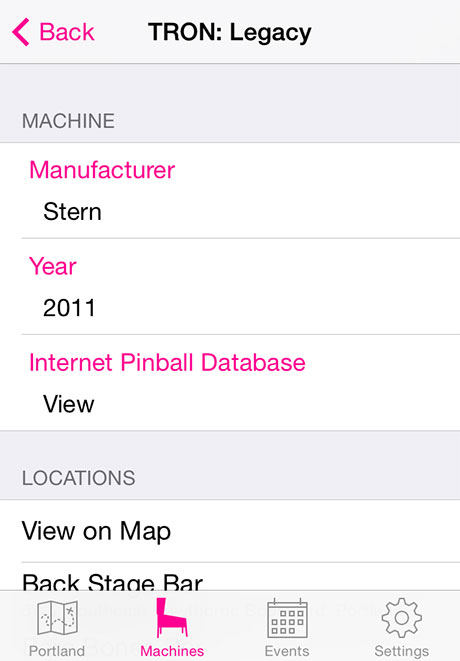 Back
TRON: Legacy
MACHINE
Manufacturer
Stern
Year
2011
Internet Pinball Database
View
LOCATIONS
View on Map
Back Stage Bar
Portland
Machines
Events
Settings